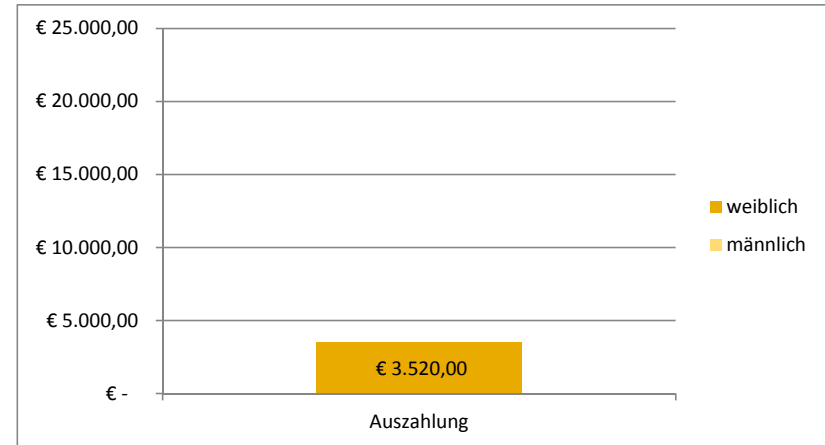 € 25.000,00
€ 20.000,00
€ 15.000,00
€ 10.000,00
€ 5.000,00
€ -
€ 3.520,00
Auszahlung
weiblich
männlich